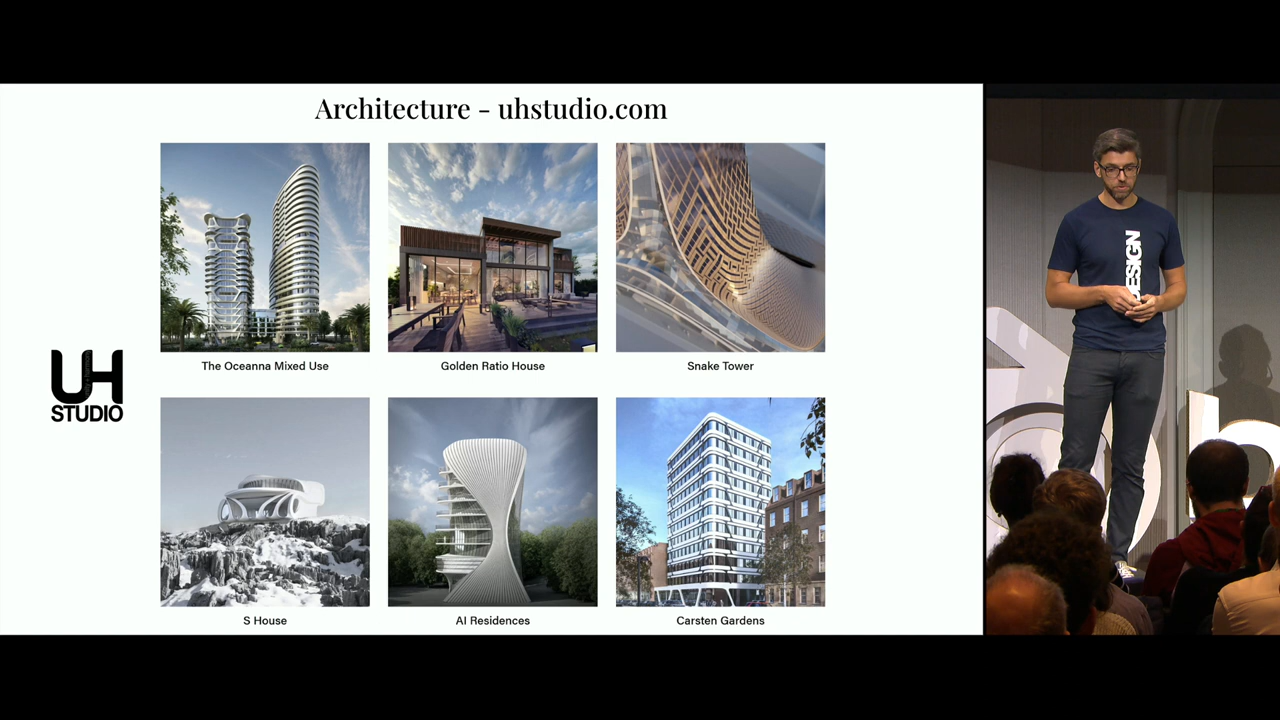 Architecture - uhstudio.com
The Oceanna Mixed Use
Golden Ratio House
Snake Tower
UH
STUDIO
S House
AI Residences
Carsten Gardens
DESIGN